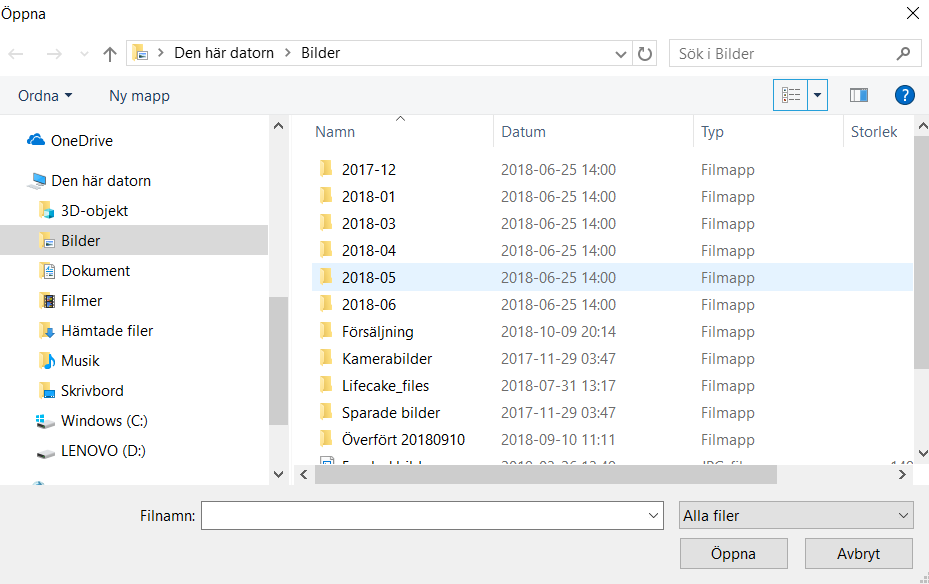 Öppna
Den här datorn Bilder
Sök i Bilder
Ordna Ny mapp
OneDrive
Den här datorn
3D-objekt
Bilder
Dokument
Filmer
Hämtade filer
Musik
Skrivbord
Windows (C:)
LENOVO (D:)
Namn Datum Typ Storlek
2017-12 2018-06-25 14:00 Filmapp
2018-01 2018-06-25 14:00 Filmapp
2018-03 2018-06-25 14:00 Filmapp
2018-04 2018-06-25 14:00 Filmapp
2018-05 2018-06-25 14:00 Filmapp
2018-06 2018-06-25 14:00 Filmapp
Försäljning 2018-10-09 20:14 Filmapp
Kamerabilder 2017-11-29 03:47 Filmapp
Lifecake_files 2018-07-31 13:17 Filmapp
Sparade bilder 2017-11-29 03:47 Filmapp
Överfört 20180910 2018-09-10 11:11 Filmapp
Filnamn:
Alla filer
Öppna Avbryt